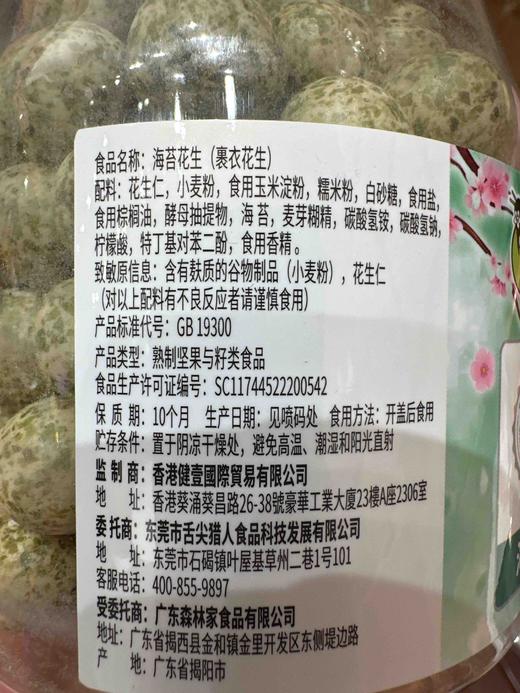 食品名称：海苔花生（裹衣花生）
配料：花生仁，小麦粉，食用玉米淀粉，糯米粉，白砂糖，食用盐，
食用棕榈油，酵母抽提物，海苔，麦芽糊精，碳酸氢铵，碳酸氢钠，
柠檬酸，特丁基对苯二酚，食用香精。
致敏原信息：含有麸质的谷物制品（小麦粉），花生仁
（对以上配料有不良反应者请谨慎食用）
产品标准代号：GB 19300
产品类型：熟制坚果与籽类食品
食品生产许可证编号：SC11744522200542
保 质 期：10个月 生产日期：见喷码处 食用方法：开盖后食用
贮存条件：置于阴凉干燥处，避免高温、潮湿和阳光直射
监 制 商：香港健壹國際貿易有限公司
地 址：香港葵涌葵昌路26-38號豪華工業大廈23樓A座2306室
委 托 商：东莞市舌尖猎人食品科技发展有限公司
地 址：东莞市石碣镇叶屋基草州二巷1号101
客服电话：400-855-9897
受委托商：广东森林家食品有限公司
地 址：广东省揭西县金和镇金里开发区东侧堤边路
产 地：广东省揭阳市